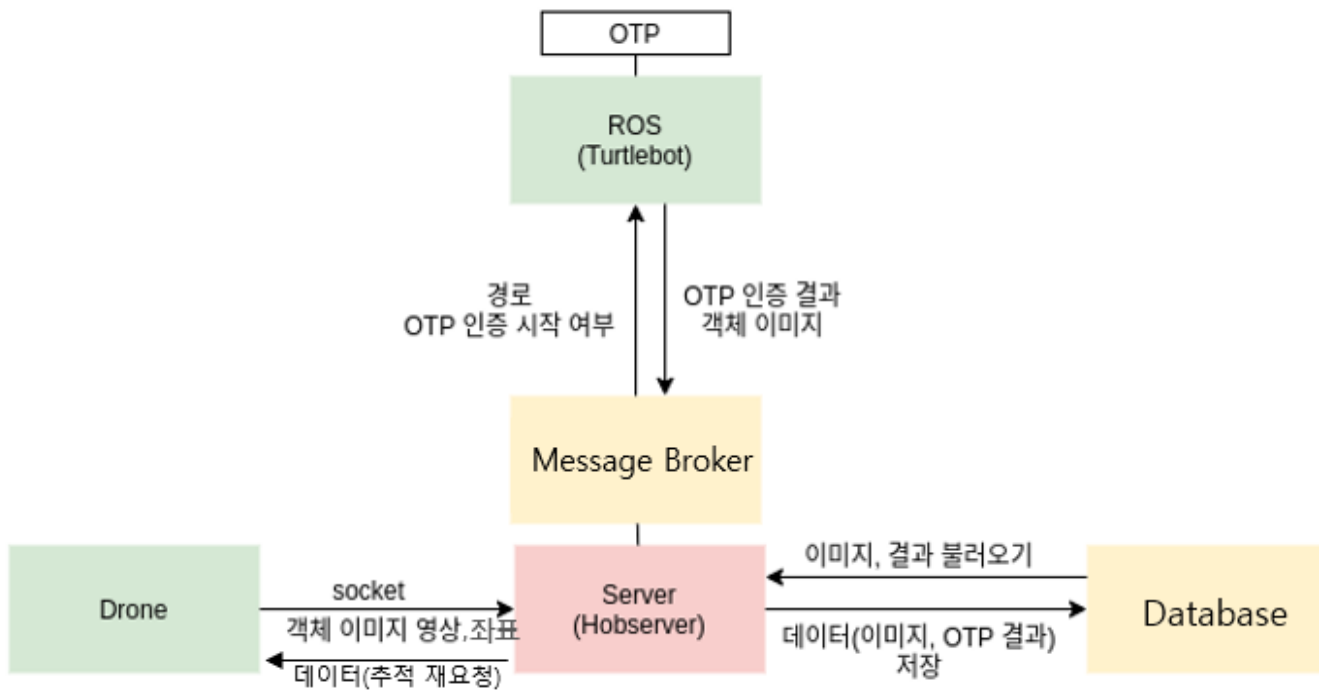 OTP
ROS
(Turtlebot)
경로
OTP 인증 시작 여부
OTP 인증 결과
객체 이미지
Message Broker
Drone
socket
객체 이미지 영상,좌표
데이터(추적 재요청)
Server
(Hobserver)
이미지, 결과 불러오기
데이터(이미지, OTP 결과)
저장
Database